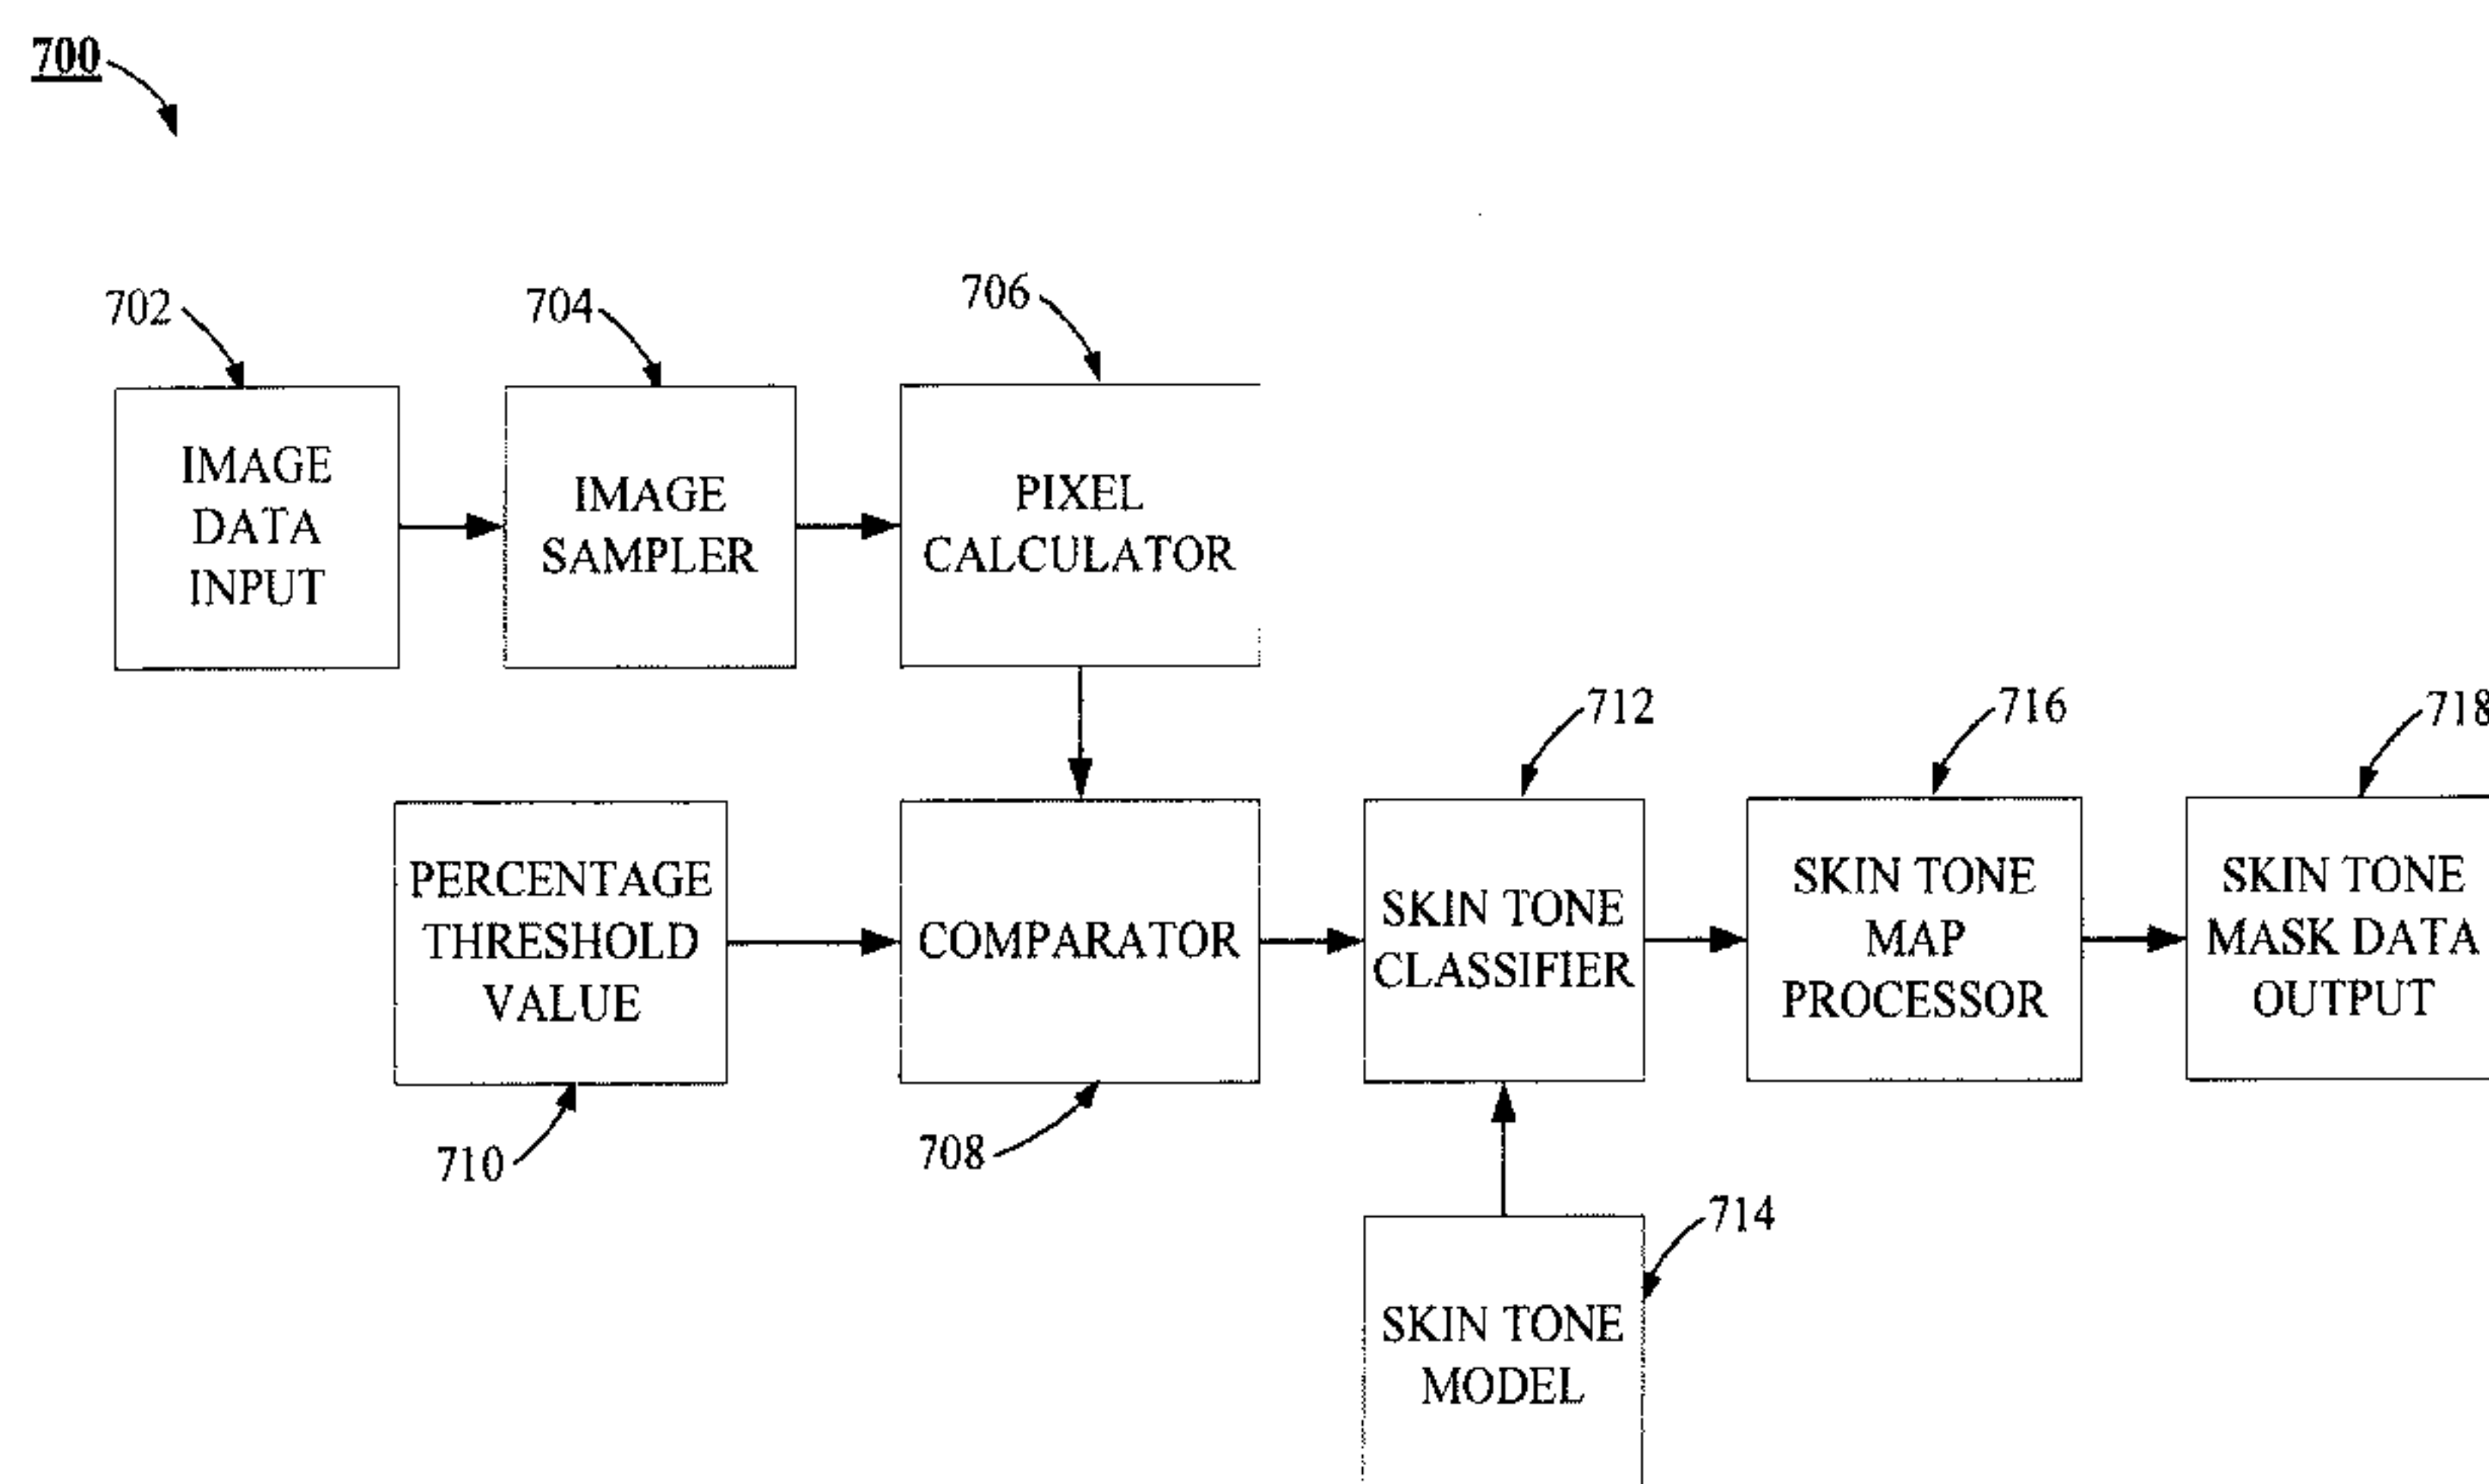 700
702
704
706
IMAGE
DATA
INPUT
IMAGE
SAMPLER
PIXEL
CALCULATOR
712
716
718
PERCENTAGE
THRESHOLD
VALUE
COMPARATOR
SKIN TONE
CLASSIFIER
SKIN TONE
MAP
PROCESSOR
SKIN TONE
MASK DATA
OUTPUT
710
708
714
SKIN TONE
MODEL